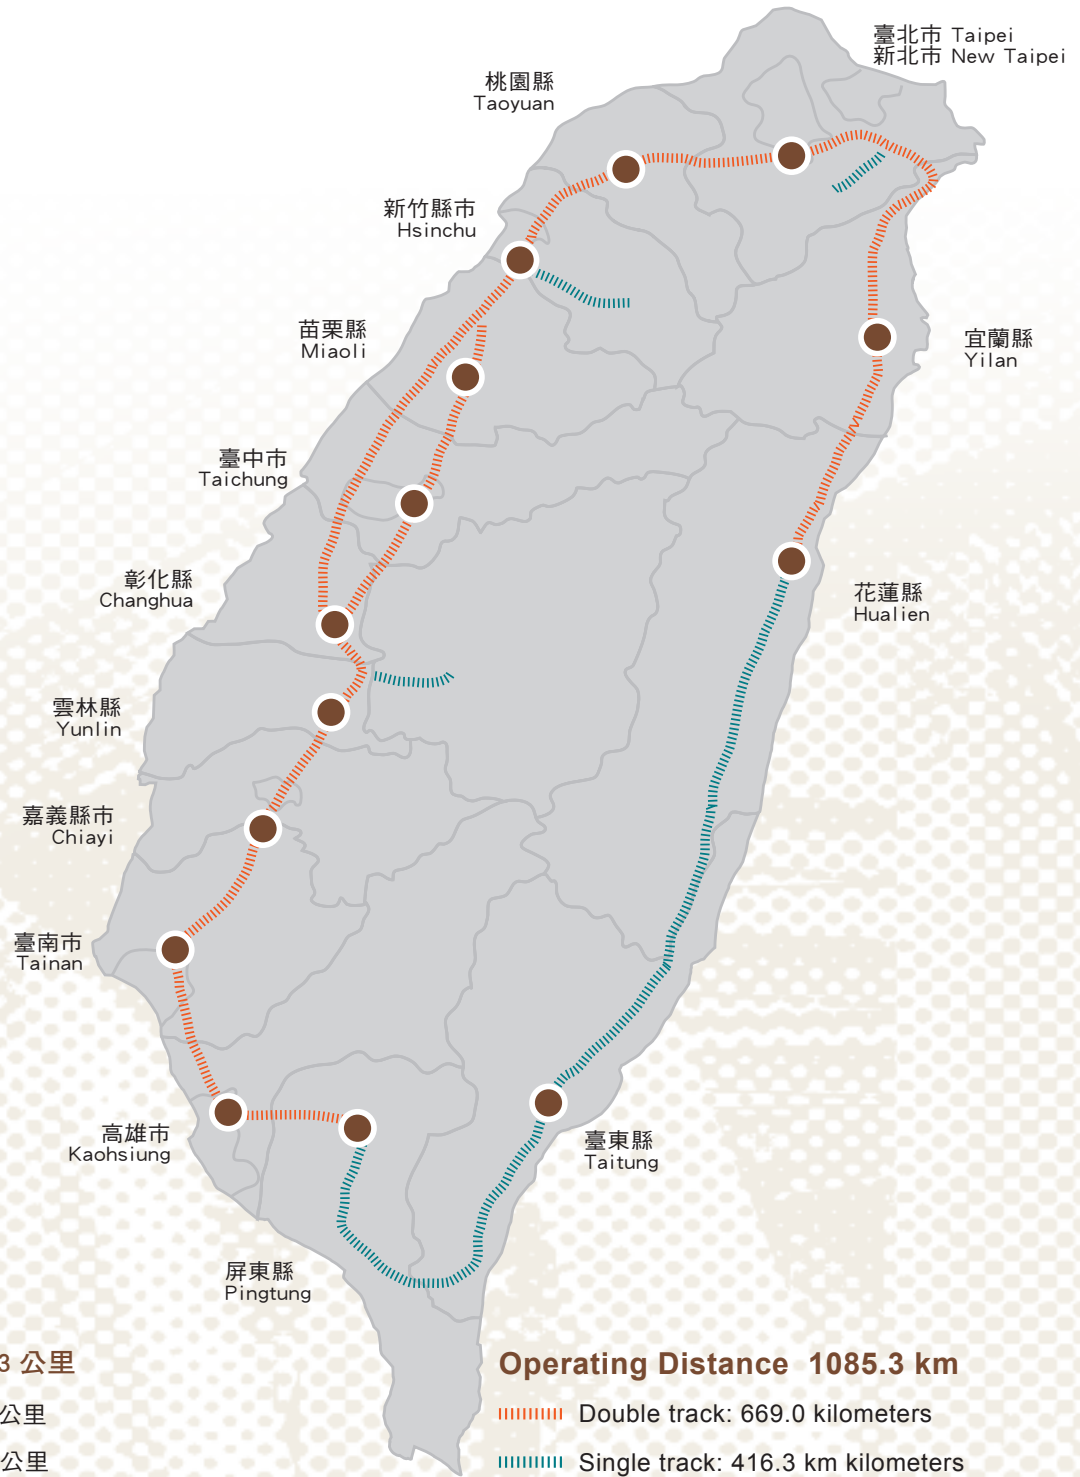 臺北市 Taipei
新北市 New Taipei
桃園縣
Taoyuan
新竹縣市
Hsinchu
苗栗縣
Miaoli
宜蘭縣
Yilan
臺中市
Taichung
彰化縣
Changhua
花蓮縣
Hualien
雲林縣
Yunlin
嘉義縣市
Chiayi
臺南市
Tainan
高雄市
Kaohsiung
臺東縣
Taitung
屏東縣
Pingtung
3 公里
公里
公里
Operating Distance 1085.3 km
Double track: 669.0 kilometers
Single track: 416.3 km kilometers